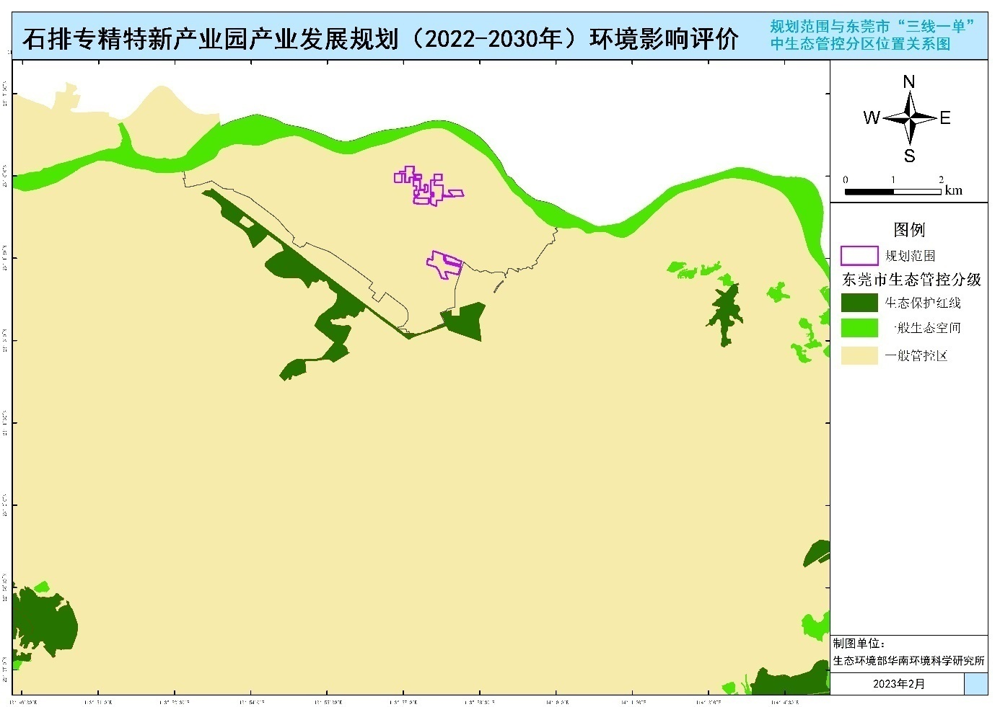 石排专精特新产业园产业发展规划（2022-2030年）环境影响评价
规划范围与东莞市“三线一单”
中生态管控分区位置关系图
N
W E
S
0 1 2
km
图例
规划范围
东莞市生态管控分级
生态保护红线
一般生态空间
一般管控区
制图单位：
生态环境部华南环境科学研究所
2023年2月